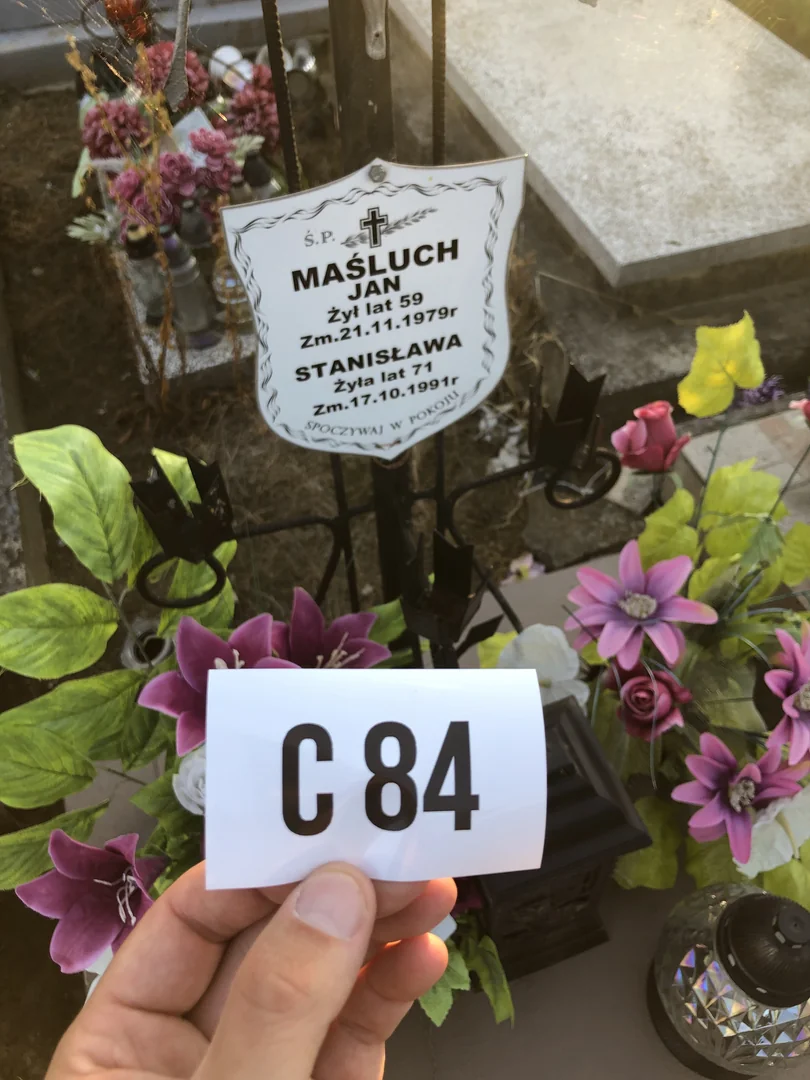 Ś.P.
MAŚLUCH
JAN
Żył lat 59
Zm.21.11.1979r
STANISŁAWA
Żyła lat 71
Zm.17.10.1991r
SPOCZYWAJ W POKOJU
C 84